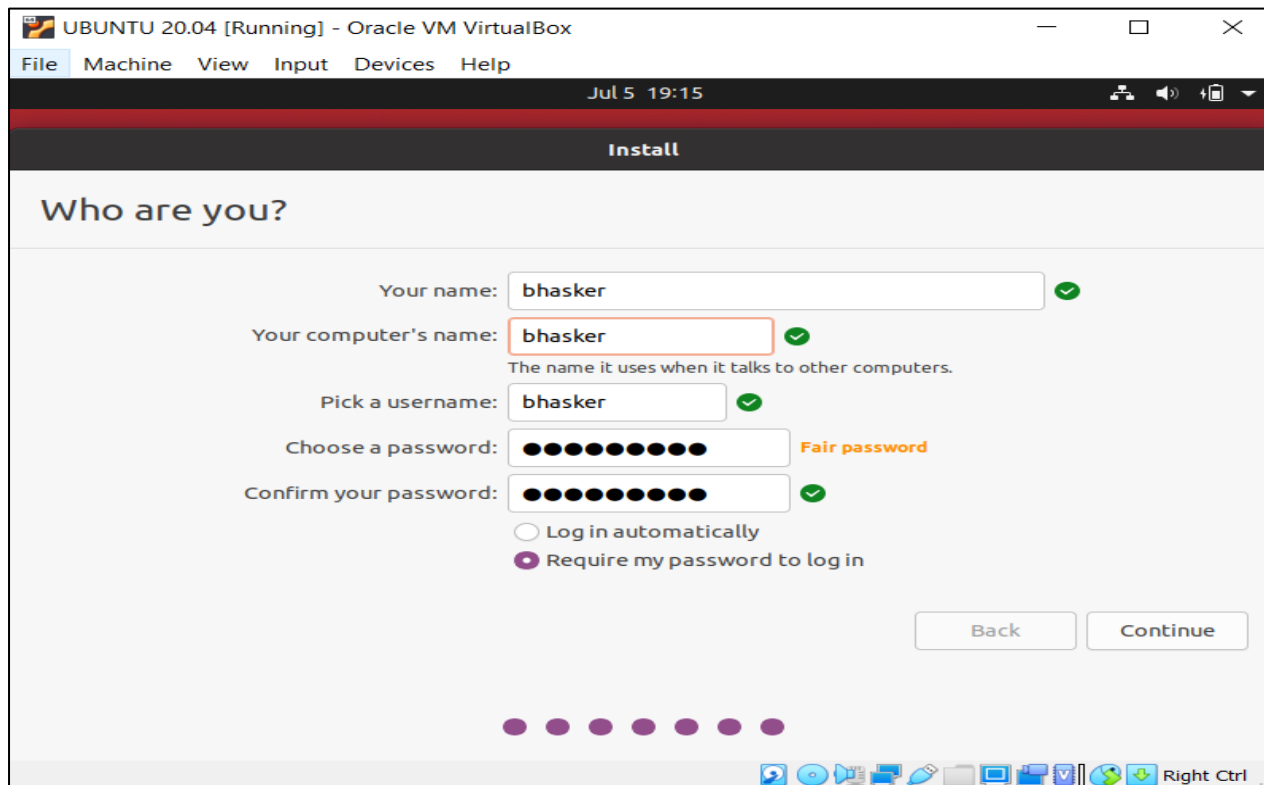 UBUNTU 20.04 [Running] - Oracle VM VirtualBox
File Machine View Input Devices Help
Jul 5 19:15
Install
Who are you?
Your name: bhasker
Your computer's name: bhasker
The name it uses when it talks to other computers.
Pick a username: bhasker
Choose a password: ●●●●●●●●● Fair password
Confirm your password: ●●●●●●●●●
Log in automatically
Require my password to log in
Back Continue
Right Ctrl